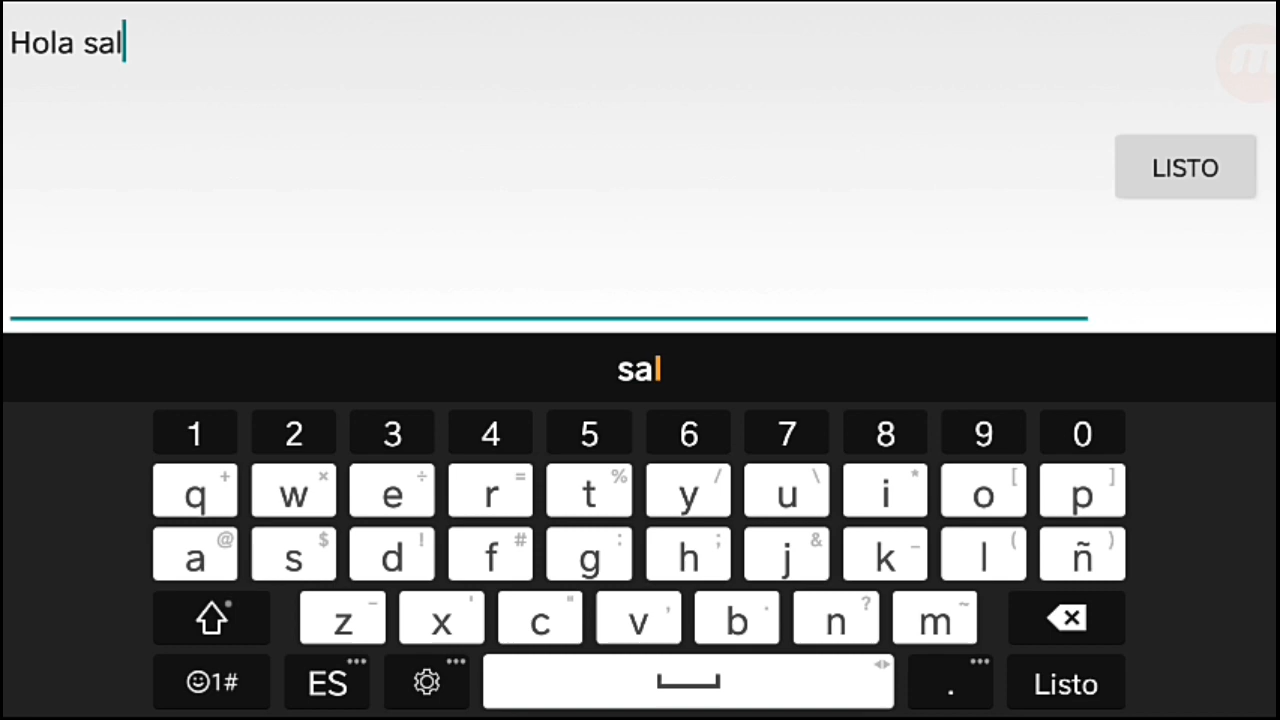 Hola sal
m
LISTO
sal
1 2 3 4 5 6 7 8 9 0
q + w × e ÷ r = t % y / u \ i * o [ p ]
a @ s $ d ! f # g : h ; j & k _ l ( ñ )
z - x ' c " v , b . n ? m ~
1# ES ... ... . ... Listo